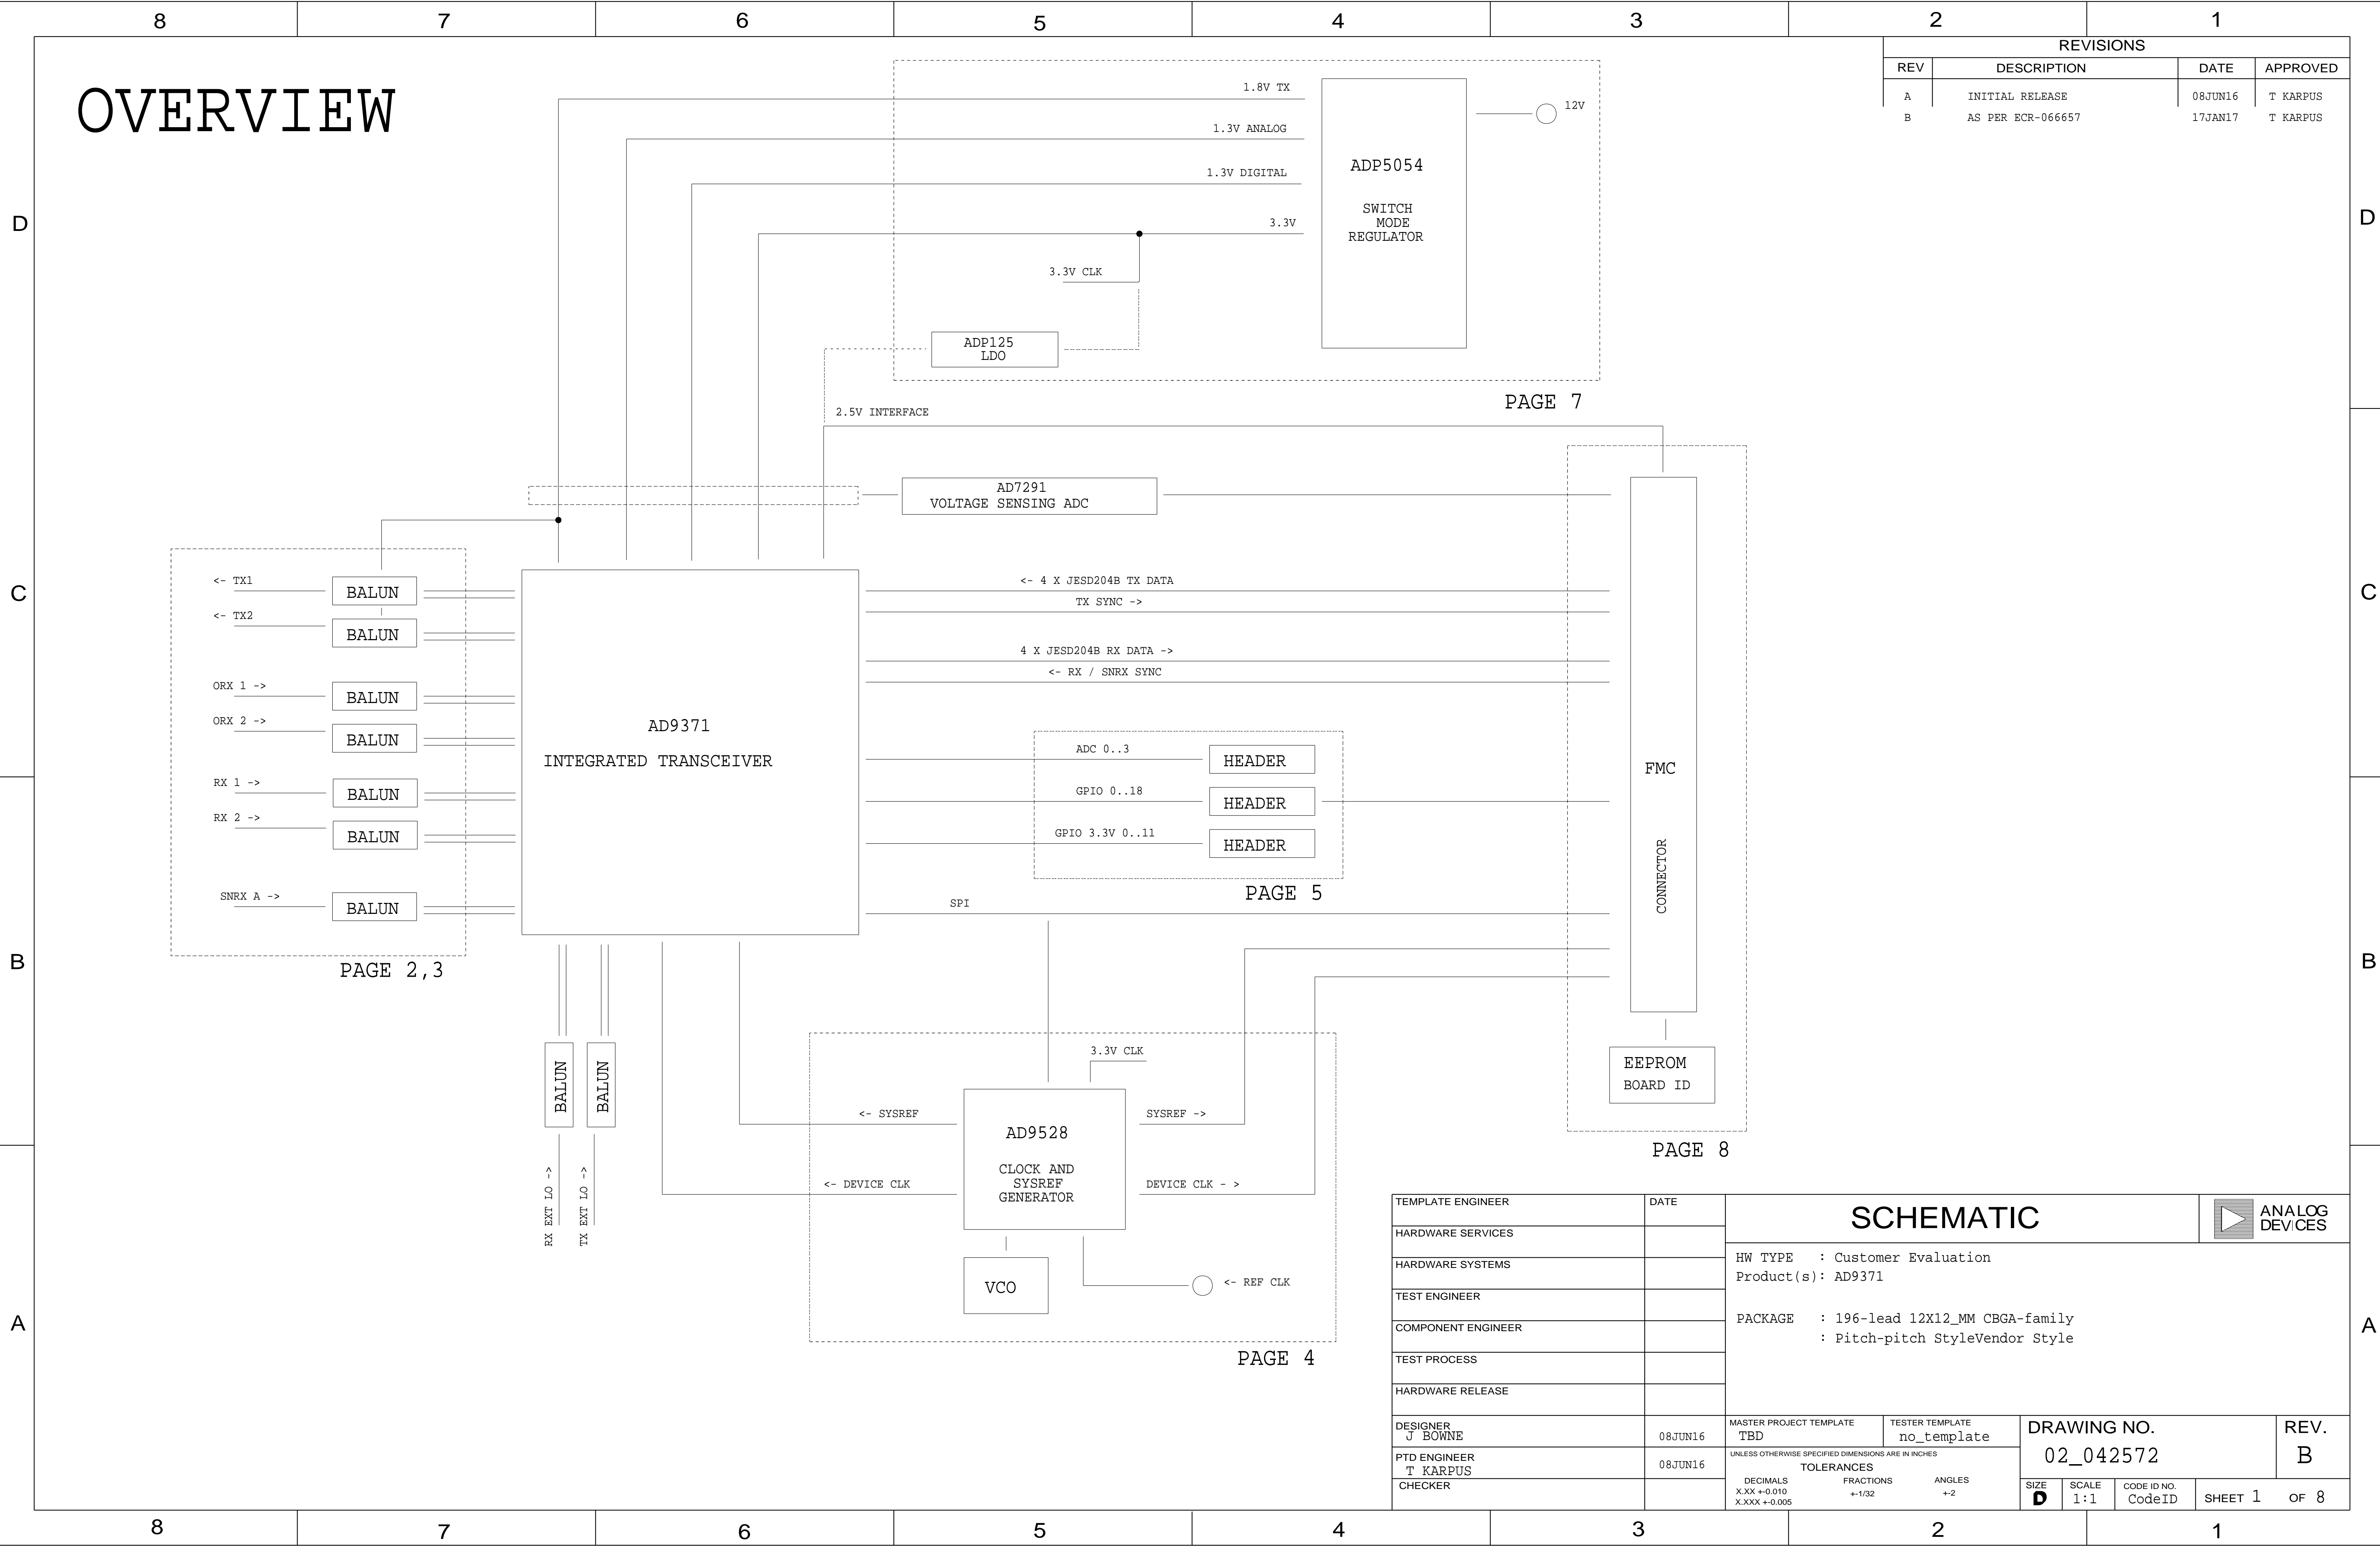 8 7 6 5 4 3 2 1
OVERVIEW
REVISIONS
REV DESCRIPTION DATE APPROVED
A INITIAL RELEASE 08JUN16 T KARPUS
B AS PER ECR-066657 17JAN17 T KARPUS
D
D
1.8V TX
1.3V ANALOG
1.3V DIGITAL
3.3V
3.3V CLK
ADP5054
SWITCH
MODE
REGULATOR
12V
ADP125
LDO
PAGE 7
2.5V INTERFACE
AD7291
VOLTAGE SENSING ADC
C
C
<- TX1
BALUN
<- TX2
BALUN
ORX 1 ->
BALUN
ORX 2 ->
BALUN
RX 1 ->
BALUN
RX 2 ->
BALUN
SNRX A ->
BALUN
PAGE 2,3
AD9371
INTEGRATED TRANSCEIVER
<- 4 X JESD204B TX DATA
TX SYNC ->
4 X JESD204B RX DATA ->
<- RX / SNRX SYNC
ADC 0..3
HEADER
GPIO 0..18
HEADER
GPIO 3.3V 0..11
HEADER
PAGE 5
SPI
FMC
CONNECTOR
EEPROM
BOARD ID
PAGE 8
B
B
BALUN
BALUN
RX EXT LO ->
TX EXT LO ->
3.3V CLK
<- SYSREF
SYSREF ->
AD9528
CLOCK AND
SYSREF
GENERATOR
<- DEVICE CLK
DEVICE CLK - >
VCO
<- REF CLK
PAGE 4
A
A
TEMPLATE ENGINEER DATE
HARDWARE SERVICES
HARDWARE SYSTEMS
TEST ENGINEER
COMPONENT ENGINEER
TEST PROCESS
HARDWARE RELEASE
DESIGNER
J BOWNE 08JUN16
PTD ENGINEER
T KARPUS 08JUN16
CHECKER
SCHEMATIC
ANALOG
DEVICES
HW TYPE : Customer Evaluation
Product(s): AD9371
PACKAGE : 196-lead 12X12_MM CBGA-family
: Pitch-pitch StyleVendor Style
MASTER PROJECT TEMPLATE
TBD
TESTER TEMPLATE
no_template
UNLESS OTHERWISE SPECIFIED DIMENSIONS ARE IN INCHES
TOLERANCES
DECIMALS FRACTIONS ANGLES
X.XX +-0.010 +-1/32 +-2
X.XXX +-0.005
DRAWING NO.
02_042572
REV.
B
SIZE
D
SCALE
1:1
CODE ID NO.
CodeID
SHEET 1 OF 8
8 7 6 5 4 3 2 1